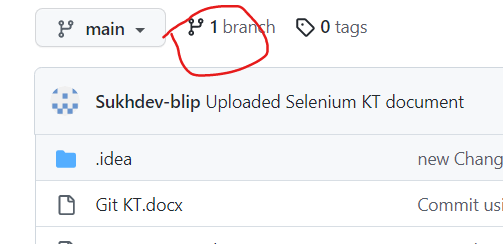 main 1 branch 0 tags
Sukhdev-blip Uploaded Selenium KT document
.idea new Chang
Git KT.docx Commit usi